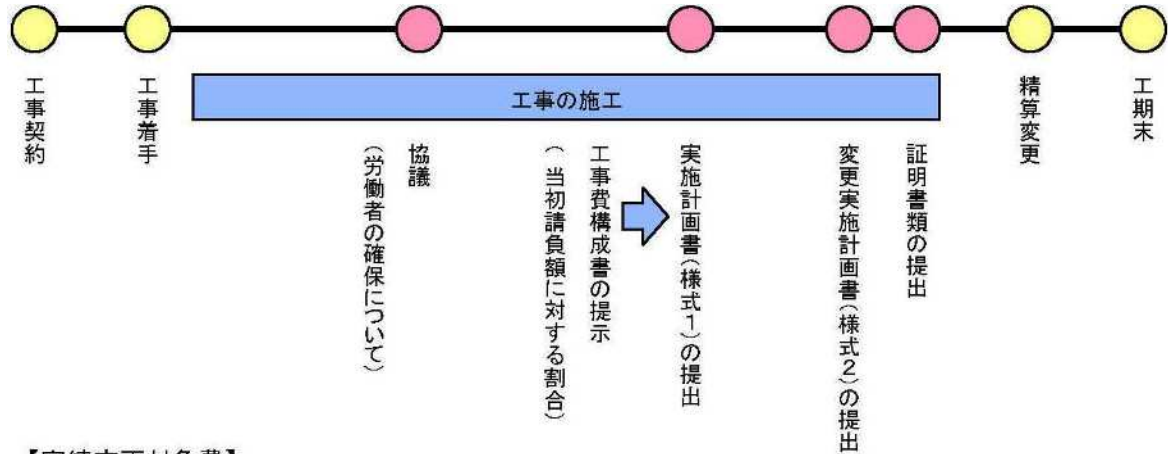 工事契約
工事着手
工事の施工
協議
(労働者の確保について)
工事費構成書の提示
(当初請負額に対する割合)
実施計画書(様式1)の提出
変更実施計画書(様式2)の提出
証明書類の提出
精算変更
工期末